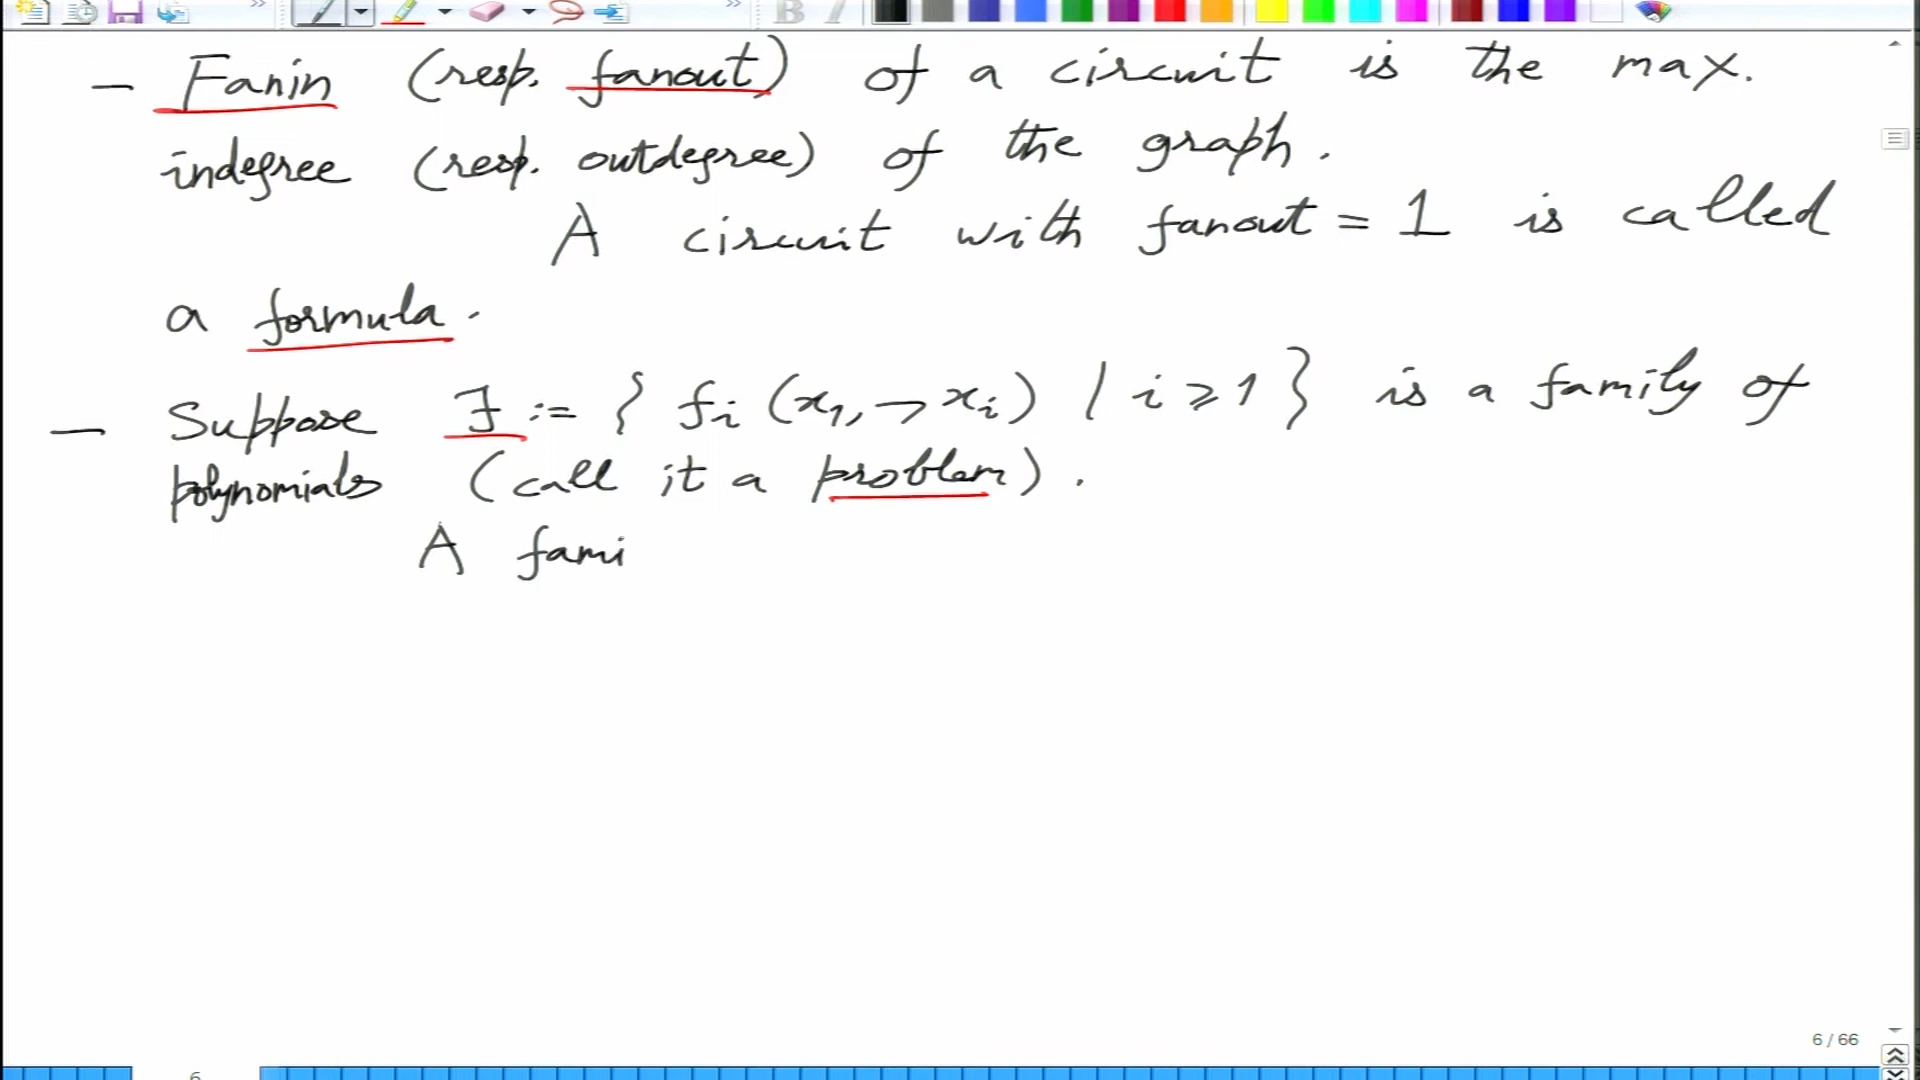 - Fanin (resp. fanout) of a circuit is the max.
indegree (resp. outdegree) of the graph.
A circuit with fanout = 1 is called
a formula.
- Suppose ℱ := { fi (x1, → xi) | i ≥ 1 } is a family of
polynomials (call it a problem).
A fami
6 / 66
6